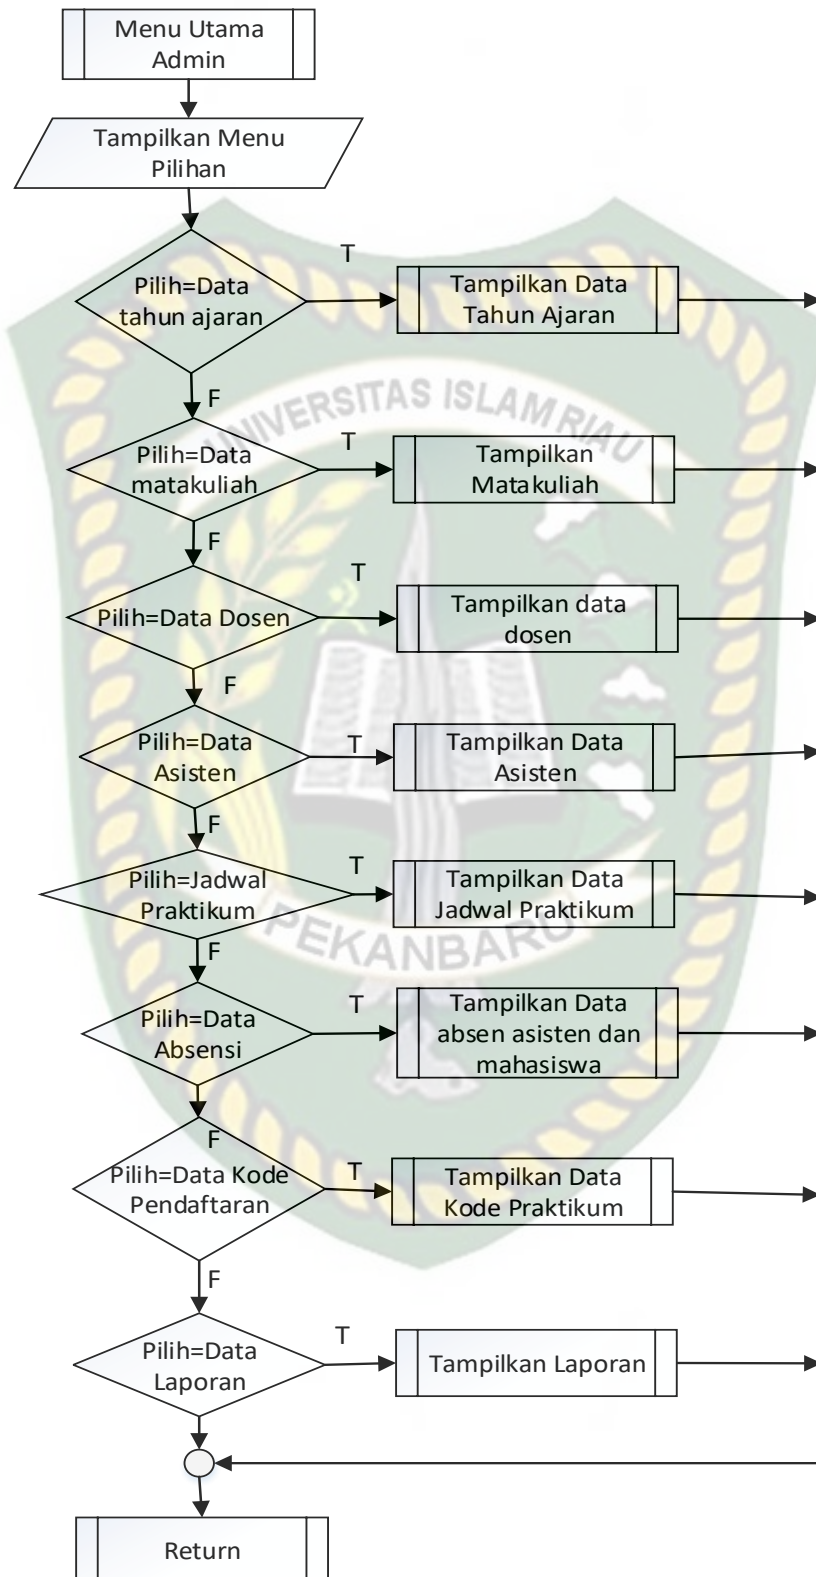 Menu Utama
Admin
Tampilkan Menu
Pilihan
Pilih=Data
tahun ajaran
T
Tampilkan Data
Tahun Ajaran
F
UNIVERSITAS ISLAM RIAU
Pilih=Data
matakuliah
T
Tampilkan
Matakuliah
F
Pilih=Data Dosen
T
Tampilkan data
dosen
F
Pilih=Data
Asisten
T
Tampilkan Data
Asisten
F
Pilih=Jadwal
Praktikum
T
Tampilkan Data
Jadwal Praktikum
PEKANBARU
F
Pilih=Data
Absensi
T
Tampilkan Data
absen asisten dan
mahasiswa
F
Pilih=Data Kode
Pendaftaran
T
Tampilkan Data
Kode Praktikum
F
Pilih=Data
Laporan
T
Tampilkan Laporan
Return